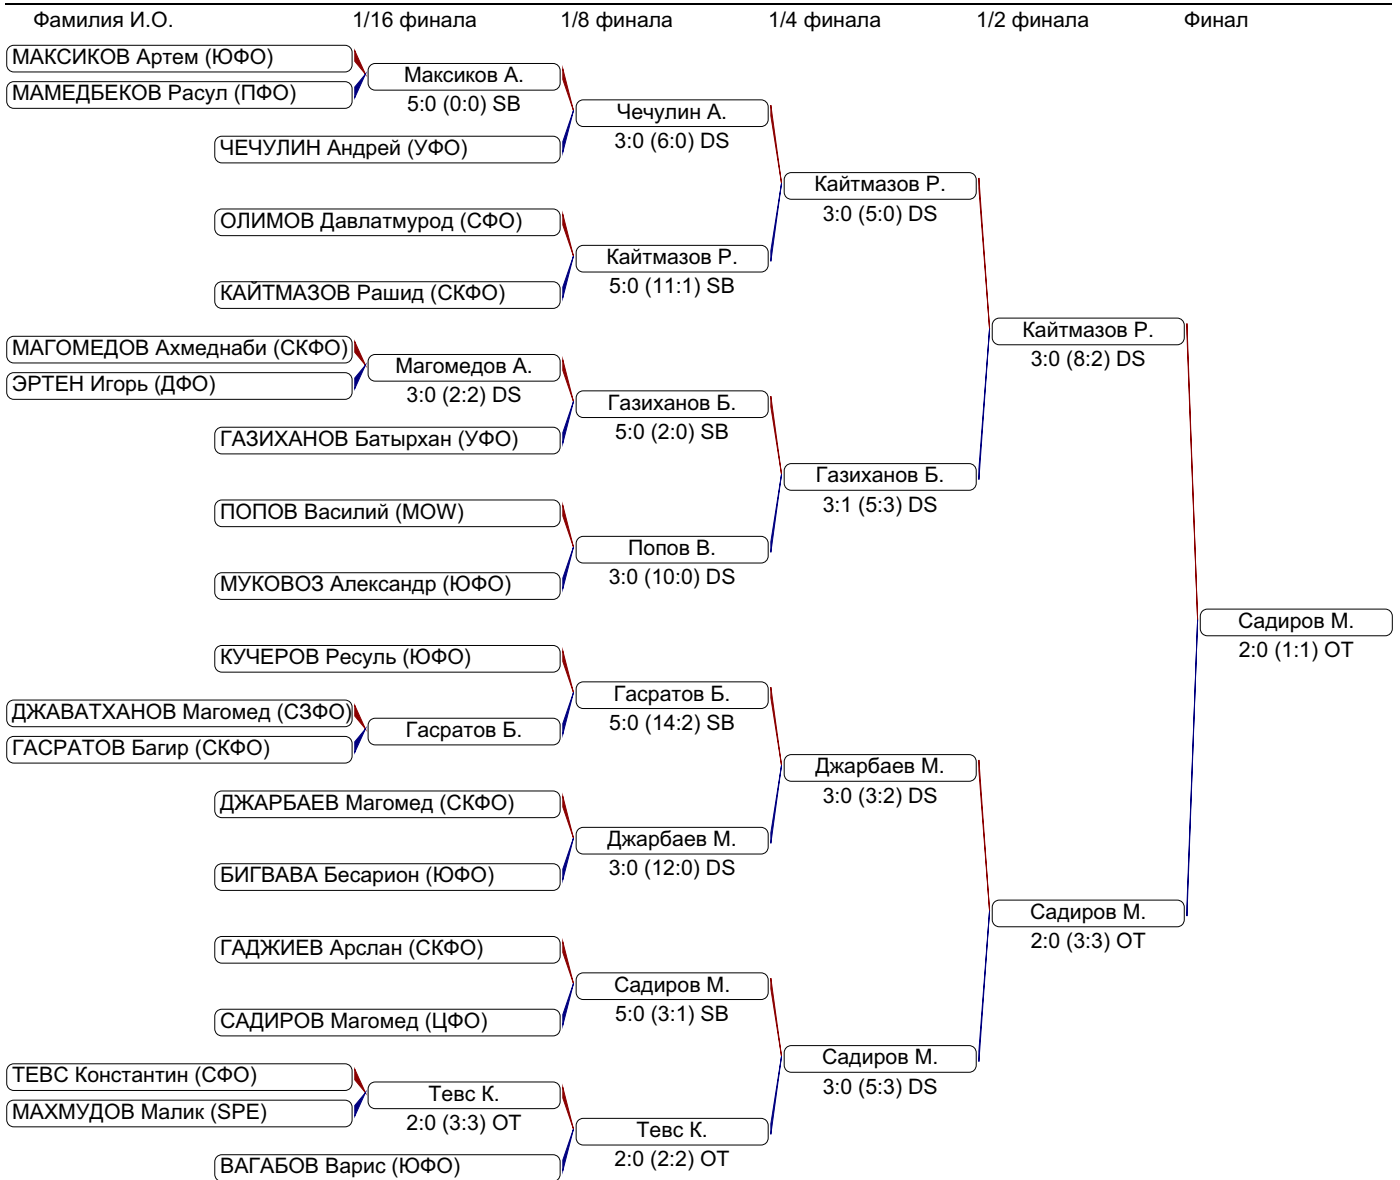 Фамилия И.О. 1/16 финала 1/8 финала 1/4 финала 1/2 финала Финал
МАКСИКОВ Артем (ЮФО)
Максиков А.
МАМЕДБЕКОВ Расул (ПФО)
5:0 (0:0) SB
Чечулин А.
3:0 (6:0) DS
ЧЕЧУЛИН Андрей (УФО)
Кайтмазов Р.
3:0 (5:0) DS
ОЛИМОВ Давлатмурод (СФО)
Кайтмазов Р.
5:0 (11:1) SB
КАЙТМАЗОВ Рашид (СКФО)
Кайтмазов Р.
3:0 (8:2) DS
МАГОМЕДОВ Ахмеднаби (СКФО)
Магомедов А.
ЭРТЕН Игорь (ДФО)
3:0 (2:2) DS
Газиханов Б.
5:0 (2:0) SB
ГАЗИХАНОВ Батырхан (УФО)
Газиханов Б.
3:1 (5:3) DS
ПОПОВ Василий (MOW)
Попов В.
3:0 (10:0) DS
МУКОВОЗ Александр (ЮФО)
Садиров М.
2:0 (1:1) OT
КУЧЕРОВ Ресуль (ЮФО)
Гасратов Б.
5:0 (14:2) SB
ДЖАВАТХАНОВ Магомед (СЗФО)
Гасратов Б.
ГАСРАТОВ Багир (СКФО)
Джарбаев М.
3:0 (3:2) DS
ДЖАРБАЕВ Магомед (СКФО)
Джарбаев М.
3:0 (12:0) DS
БИГВАВА Бесарион (ЮФО)
Садиров М.
2:0 (3:3) OT
ГАДЖИЕВ Арслан (СКФО)
Садиров М.
5:0 (3:1) SB
САДИРОВ Магомед (ЦФО)
Садиров М.
3:0 (5:3) DS
ТЕВС Константин (СФО)
Тевс К.
МАХМУДОВ Малик (SPE)
2:0 (3:3) OT
Тевс К.
2:0 (2:2) OT
ВАГАБОВ Варис (ЮФО)